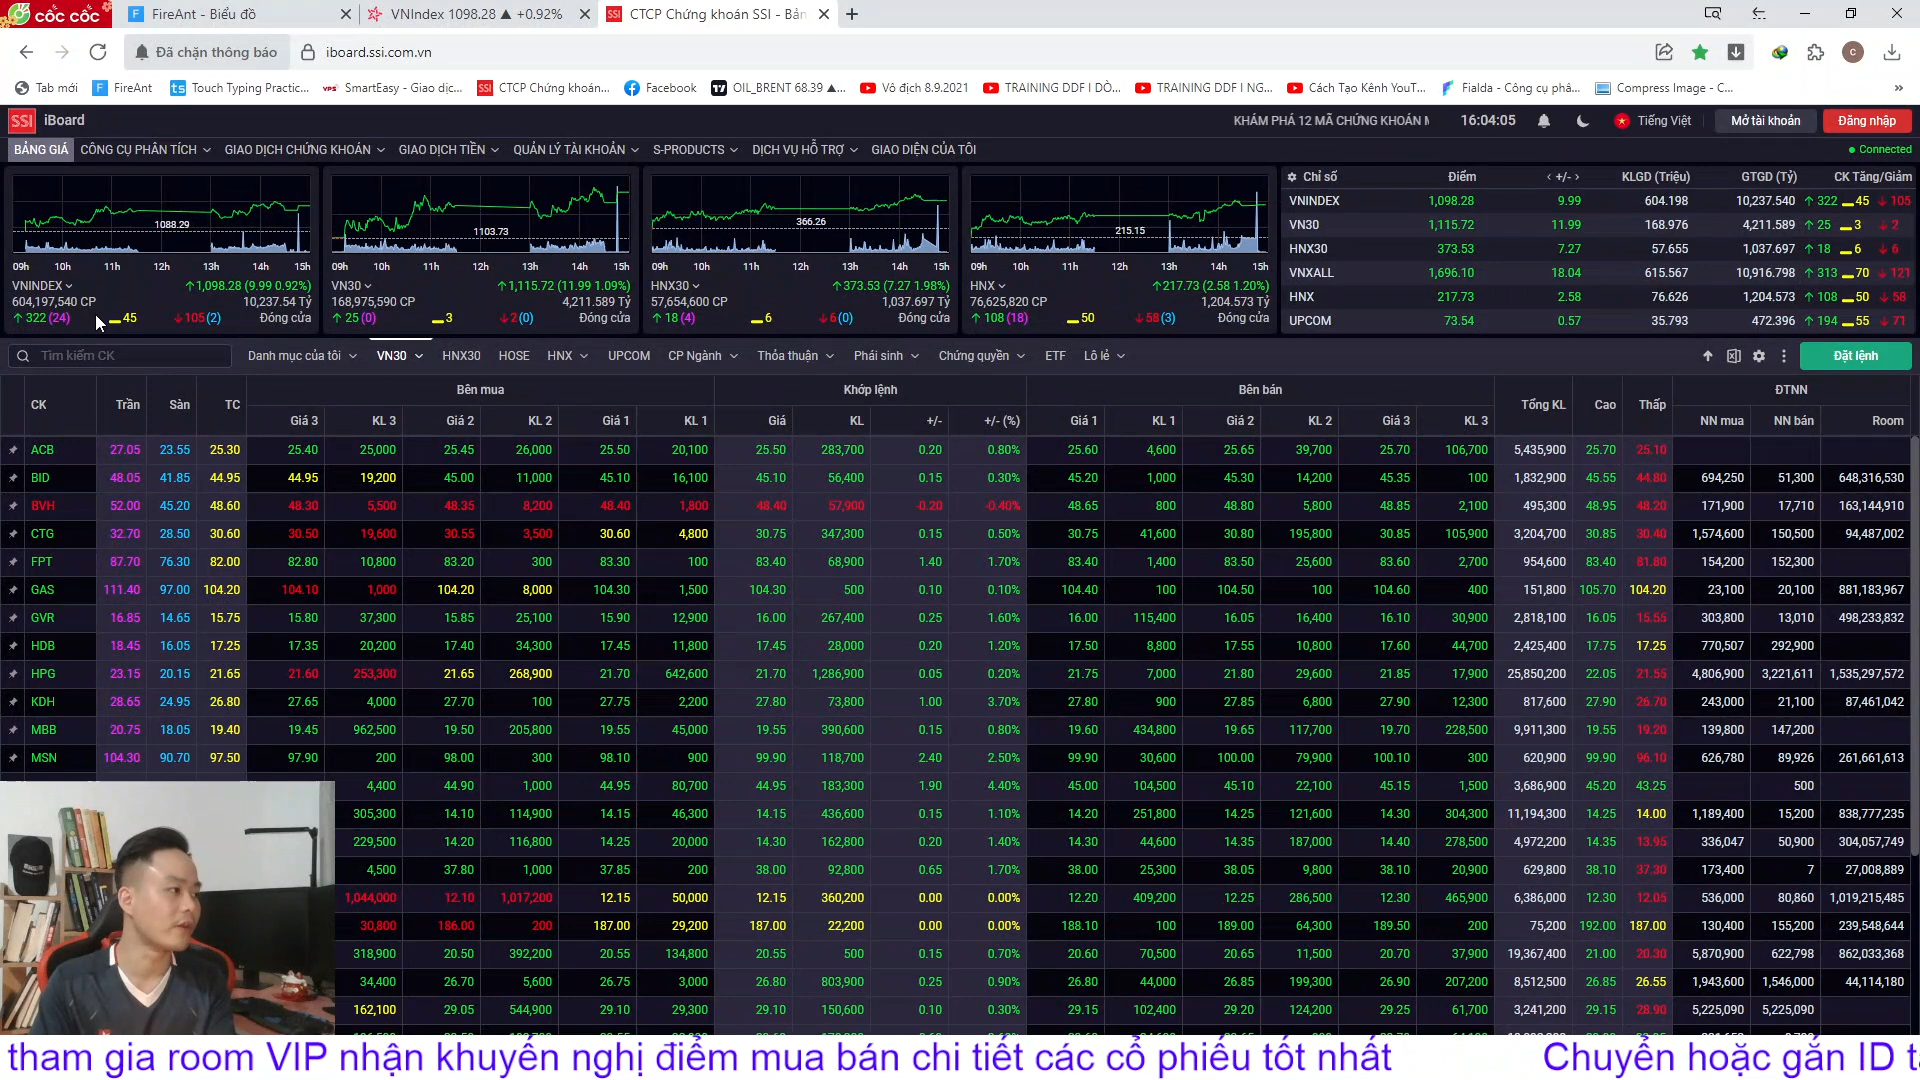 cốc cốc FireAnt - Biểu đồ VNIndex 1098.28 ▲ +0.92% SSI CTCP Chứng khoán SSI - Bản
Đã chặn thông báo iboard.ssi.com.vn
Tab mới FireAnt Touch Typing Practic... SmartEasy - Giao dịc... CTCP Chứng khoán... Facebook OIL_BRENT 68.39 ▲... Vô địch 8.9.2021 TRAINING DDF I DÒ... TRAINING DDF I NG... Cách Tạo Kênh YouT... Fialda - Công cụ phâ... Compress Image - C...
SSI iBoard KHÁM PHÁ 12 MÃ CHỨNG KHOÁN M 16:04:05 Tiếng Việt Mở tài khoản Đăng nhập
BẢNG GIÁ CÔNG CỤ PHÂN TÍCH GIAO DỊCH CHỨNG KHOÁN GIAO DỊCH TIỀN QUẢN LÝ TÀI KHOẢN S-PRODUCTS DỊCH VỤ HỖ TRỢ GIAO DIỆN CỦA TÔI Connected
1088.29
09h 10h 11h 12h 13h 14h 15h
VNINDEX 1,098.28 (9.99 0.92%)
604,197,540 CP 10,237.54 Tỷ
322 (24) 45 105(2) Đóng cửa
1103.73
09h 10h 11h 12h 13h 14h 15h
VN30 1,115.72 (11.99 1.09%)
168,975,590 CP 4,211.589 Tỷ
25(0) 3 2(0) Đóng cửa
366.26
09h 10h 11h 12h 13h 14h 15h
HNX30 373.53 (7.27 1.98%)
57,654,600 CP 1,037.697 Tỷ
18 (4) 6 6(0) Đóng cửa
215.15
09h 10h 11h 12h 13h 14h 15h
HNX 217.73 (2.58 1.20%)
76,625,820 CP 1,204.573 Tỷ
108 (18) 50 58(3) Đóng cửa
Chỉ số Điểm +/- KLGD (Triệu) GTGD (Tỷ) CK Tăng/Giảm
VNINDEX 1,098.28 9.99 604.198 10,237.540 322 45 105
VN30 1,115.72 11.99 168.976 4,211.589 25 3 2
HNX30 373.53 7.27 57.655 1,037.697 18 6 6
VNXALL 1,696.10 18.04 615.567 10,916.798 313 70 121
HNX 217.73 2.58 76.626 1,204.573 108 50 58
UPCOM 73.54 0.57 35.793 472.396 194 55 71
Tìm kiếm CK Danh mục của tôi VN30 HNX30 HOSE HNX UPCOM CP Ngành Thỏa thuận Phái sinh Chứng quyền ETF Lô lẻ Đặt lệnh
CK Trần Sàn TC Bên mua Khớp lệnh Bên bán Tổng KL Cao Thấp ĐTNN
Giá 3 KL 3 Giá 2 KL 2 Giá 1 KL 1 Giá KL +/- +/- (%) Giá 1 KL 1 Giá 2 KL 2 Giá 3 KL 3 NN mua NN bán Room
ACB 27.05 23.55 25.30 25.40 25,000 25.45 26,000 25.50 20,100 25.50 283,700 0.20 0.80% 25.60 4,600 25.65 39,700 25.70 106,700 5,435,900 25.70 25.10
BID 48.05 41.85 44.95 44.95 19,200 45.00 11,000 45.10 16,100 45.10 56,400 0.15 0.30% 45.20 1,000 45.30 14,200 45.35 100 1,832,900 45.55 44.80 694,250 51,300 648,316,530
BVH 52.00 45.20 48.60 48.30 5,500 48.35 8,200 48.40 1,800 48.40 57,900 -0.20 -0.40% 48.65 800 48.80 5,800 48.85 2,100 495,300 48.95 48.20 171,900 17,710 163,144,910
CTG 32.70 28.50 30.60 30.50 19,600 30.55 3,500 30.60 4,800 30.75 347,300 0.15 0.50% 30.75 41,600 30.80 195,800 30.85 105,900 3,204,700 30.85 30.40 1,574,600 150,500 94,487,002
FPT 87.70 76.30 82.00 82.80 10,800 83.20 300 83.30 100 83.40 68,900 1.40 1.70% 83.40 1,400 83.50 25,600 83.60 2,700 954,600 83.40 81.80 154,200 152,300
GAS 111.40 97.00 104.20 104.10 1,000 104.20 8,000 104.30 1,500 104.30 500 0.10 0.10% 104.40 100 104.50 100 104.60 400 151,800 105.70 104.20 23,100 20,100 881,183,967
GVR 16.85 14.65 15.75 15.80 37,300 15.85 25,100 15.90 12,900 16.00 267,400 0.25 1.60% 16.00 115,400 16.05 16,400 16.10 30,900 2,818,100 16.05 15.55 303,800 13,010 498,233,832
HDB 18.45 16.05 17.25 17.35 20,200 17.40 34,300 17.45 11,800 17.45 28,000 0.20 1.20% 17.50 8,800 17.55 10,800 17.60 44,700 2,425,400 17.75 17.25 770,507 292,900
HPG 23.15 20.15 21.65 21.60 253,300 21.65 268,900 21.70 642,600 21.70 1,286,900 0.05 0.20% 21.75 7,000 21.80 29,600 21.85 17,900 25,850,200 22.05 21.55 4,806,900 3,221,611 1,535,297,572
KDH 28.65 24.95 26.80 27.65 4,000 27.70 100 27.75 2,200 27.80 73,800 1.00 3.70% 27.80 900 27.85 6,800 27.90 12,300 817,600 27.90 26.70 243,000 21,100 87,461,042
MBB 20.75 18.05 19.40 19.45 962,500 19.50 205,800 19.55 45,000 19.55 390,600 0.15 0.80% 19.60 434,800 19.65 117,700 19.70 228,500 9,911,300 19.55 19.20 139,800 147,200
MSN 104.30 90.70 97.50 97.90 200 98.00 300 98.10 900 99.90 118,700 2.40 2.50% 99.90 30,600 100.00 79,900 100.10 300 620,900 99.90 96.10 626,780 89,926 261,661,613
4,400 44.90 1,000 44.95 80,700 44.95 183,300 1.90 4.40% 45.00 104,500 45.10 22,100 45.15 1,500 3,686,900 45.20 43.25 500
305,300 14.10 114,900 14.15 46,300 14.15 436,600 0.15 1.10% 14.20 251,800 14.25 121,600 14.30 304,300 11,194,300 14.25 14.00 1,189,400 15,200 838,777,235
229,500 14.20 116,800 14.25 20,000 14.30 162,800 0.20 1.40% 14.30 44,600 14.35 187,000 14.40 278,500 4,972,200 14.35 13.95 336,047 50,900 304,057,749
4,500 37.80 1,000 37.85 200 38.00 92,800 0.65 1.70% 38.00 25,300 38.05 9,800 38.10 20,900 629,800 38.10 37.30 173,400 7 27,008,889
1,044,000 12.10 1,017,200 12.15 50,000 12.15 360,200 0.00 0.00% 12.20 409,200 12.25 286,500 12.30 465,900 6,386,000 12.30 12.05 536,000 80,860 1,019,215,485
30,800 186.00 200 187.00 29,200 187.00 22,200 0.00 0.00% 188.10 100 189.00 64,300 189.50 200 75,200 192.00 187.00 130,400 155,200 239,548,644
318,900 20.50 392,200 20.55 134,800 20.55 500 0.15 0.70% 20.60 70,500 20.65 11,500 20.70 37,900 19,367,400 21.00 20.30 5,870,900 622,798 862,033,368
34,400 26.70 5,600 26.75 3,000 26.80 803,900 0.25 0.90% 26.80 44,000 26.85 199,300 26.90 207,200 8,512,500 26.85 26.55 1,943,600 1,546,000 44,114,180
162,100 29.05 544,900 29.10 29,300 29.10 150,600 0.10 0.30% 29.15 102,400 29.20 124,200 29.25 61,700 3,241,200 29.15 28.90 5,225,090 5,225,090
tham gia room VIP nhận khuyến nghị điểm mua bán chi tiết các cổ phiếu tốt nhất Chuyển hoặc gắn ID t